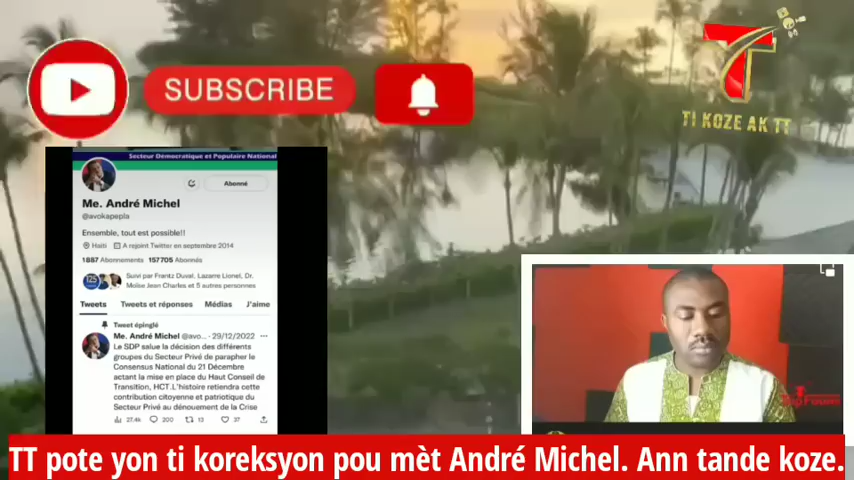 SUBSCRIBE
T
TI KOZE AK TT
Secteur Démocratique et Populaire National
Abonné
Me. André Michel
@avokapepla
Ensemble, tout est possible!!
Haïti A rejoint Twitter en septembre 2014
1887 Abonnements 157705 Abonnés
125
Suivi par Frantz Duval, Lazarre Lionel, Dr.
Moïse Jean Charles et 5 autres personnes
Tweets Tweets et réponses Médias J'aime
Tweet épinglé
Me. André Michel @avo... · 29/12/2022
Le SDP salue la décision des différents
groupes du Secteur Privé de parapher le
Consensus National du 21 Décembre
actant la mise en place du Haut Conseil de
Transition, HCT.L'histoire retiendra cette
contribution citoyenne et patriotique du
Secteur Privé au dénouement de la Crise
27,4k 200 13 37
TT pote yon ti koreksyon pou mèt André Michel. Ann tande koze.